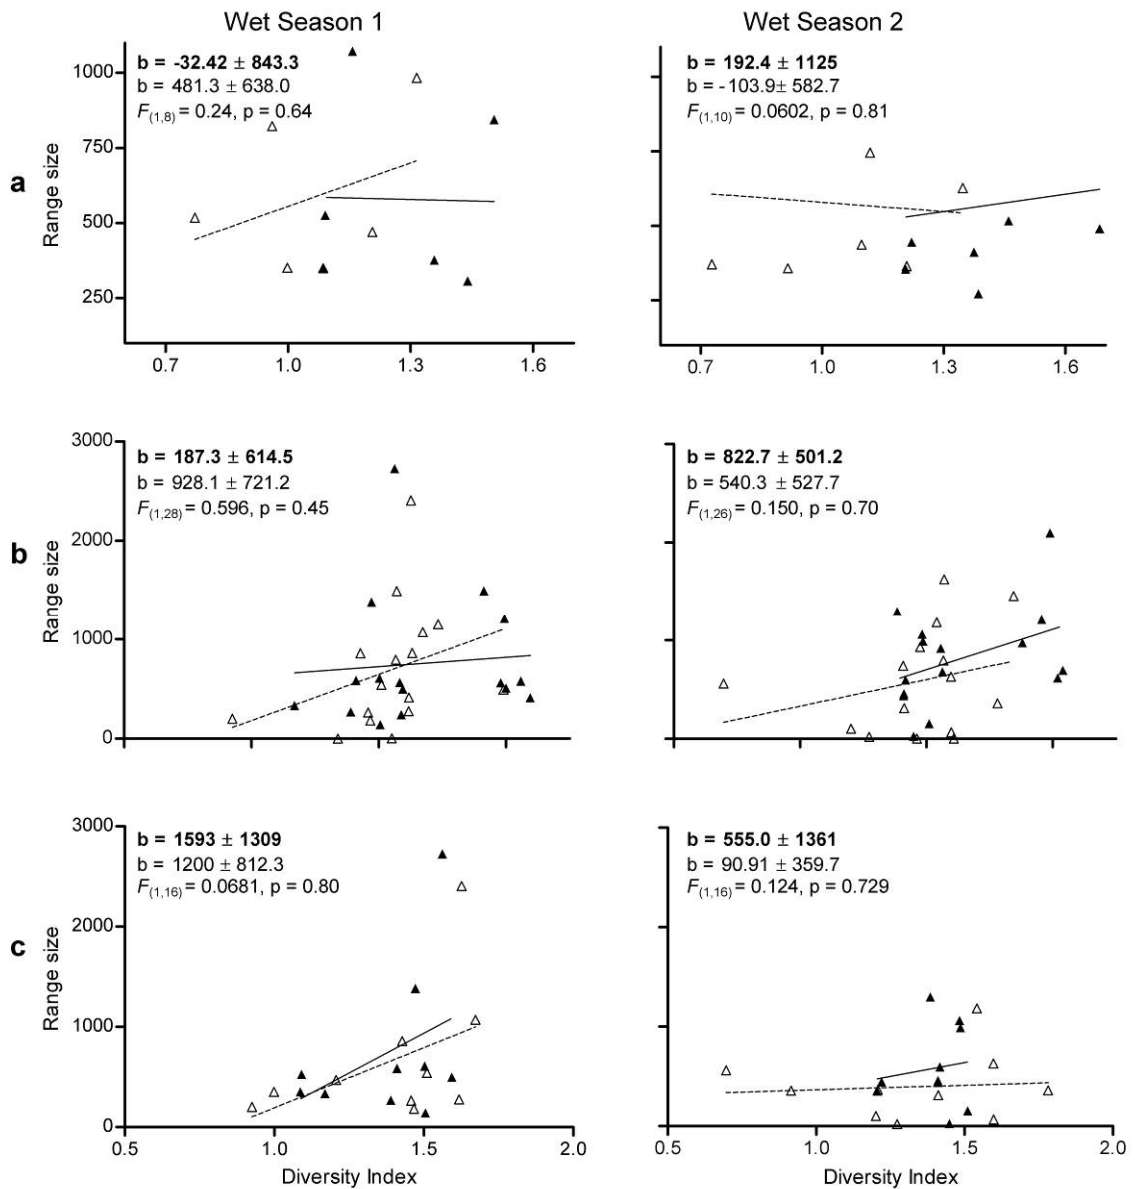 Wet Season 1
Wet Season 2
a
Range size
1000
750
500
250
b = -32.42 ± 843.3
b = 481.3 ± 638.0
F(1,8) = 0.24, p = 0.64
0.7 1.0 1.3 1.6
b = 192.4 ± 1125
b = -103.9± 582.7
F(1,10) = 0.0602, p = 0.81
0.7 1.0 1.3 1.6
b
Range size
3000
2000
1000
0
b = 187.3 ± 614.5
b = 928.1 ± 721.2
F(1,28) = 0.596, p = 0.45
b = 822.7 ± 501.2
b = 540.3 ± 527.7
F(1,26) = 0.150, p = 0.70
c
Range size
3000
2000
1000
0
b = 1593 ± 1309
b = 1200 ± 812.3
F(1,16) = 0.0681, p = 0.80
0.5 1.0 1.5 2.0
Diversity Index
b = 555.0 ± 1361
b = 90.91 ± 359.7
F(1,16) = 0.124, p = 0.729
0.5 1.0 1.5 2.0
Diversity Index